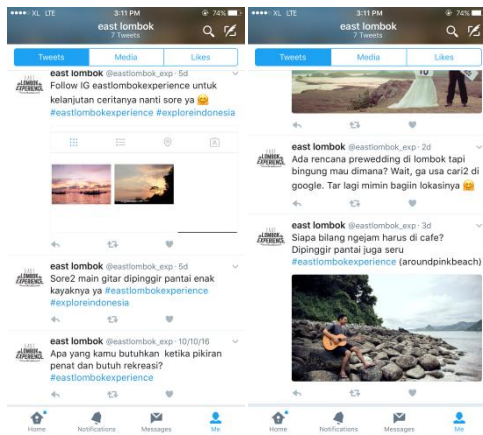 XL LTE 3:11 PM 74%
east lombok
7 Tweets
Tweets Media Likes
east lombok @eastlombok_exp · 5d
Follow IG eastlombokexperience untuk
kelanjutan ceritanya nanti sore ya
#eastlombokexperience #exploreindonesia
east lombok @eastlombok_exp · 5d
Sore2 main gitar dipinggir pantai enak
kayaknya ya #eastlombokexperience
#exploreindonesia
EAST
LOMBOK
EXPERIENCE
east lombok @eastlombok_exp · 10/10/16
Apa yang kamu butuhkan ketika pikiran
penat dan butuh rekreasi?
#eastlombokexperience
Home Notifications Messages Me
XL LTE 3:11 PM 74%
east lombok
7 Tweets
Tweets Media Likes
east lombok @eastlombok_exp · 2d
Ada rencana prewedding di lombok tapi
bingung mau dimana? Wait, ga usah cari2 di
google. Tar lagi mimin bagiin lokasinya
east lombok @eastlombok_exp · 3d
Siapa bilang ngejam harus di cafe?
Dipinggir pantai juga seru
#eastlombokexperience (aroundpinkbeach)
Home Notifications Messages Me